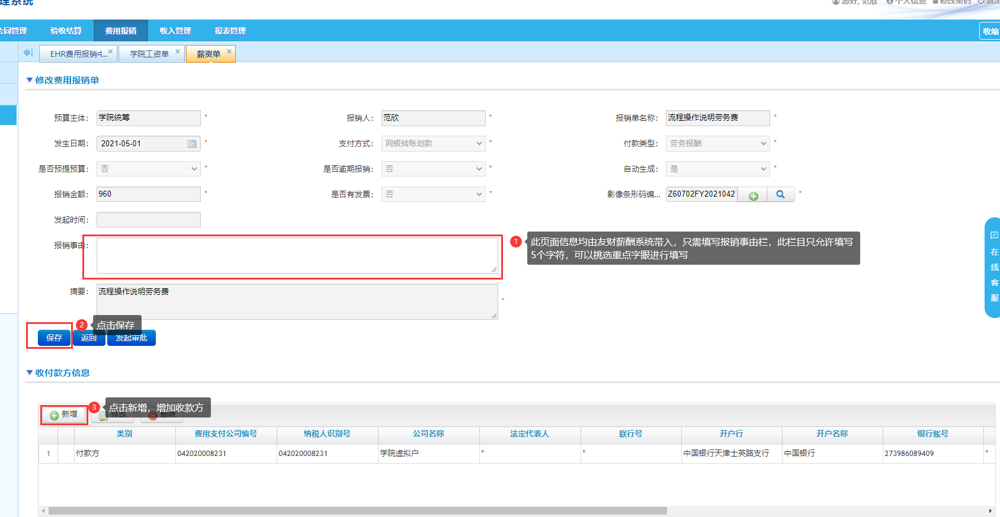 理系统
您好, 范欣 个人信息 修改密码 退出
合同管理 验收结算 费用报销 收入管理 报表管理 收缩
EHR费用报销中... 学院工资单 薪资单
修改费用报销单
预算主体: 学院统筹 * 报销人: 范欣 * 报销单名称: 流程操作说明劳务费 *
发生日期: 2021-05-01 * 支付方式: 网银转账划款 * 付款类型: 劳务报酬 *
是否预提预算: 否 * 是否逾期报销: 否 * 自动生成: 是 *
报销金额: 960 * 是否有发票: 否 * 影像条形码编... Z60702FY2021042 *
发起时间:
报销事由:
1 此页面信息均由友财薪酬系统带入，只需填写报销事由栏，此栏目只允许填写
5个字符，可以挑选重点字眼进行填写
摘要: 流程操作说明劳务费 *
2 点击保存
保存 返回 发起审批
在线客服
收付款方信息
3 点击新增，增加收款方
新增 修改 删除
类别 费用支付公司编号 纳税人识别号 公司名称 法定代表人 联行号 开户行 开户名称 银行账号
1 付款方 042020008231 042020008231 学院虚拟户 * * 中国银行天津士英路支行 中国银行 273986089409 *